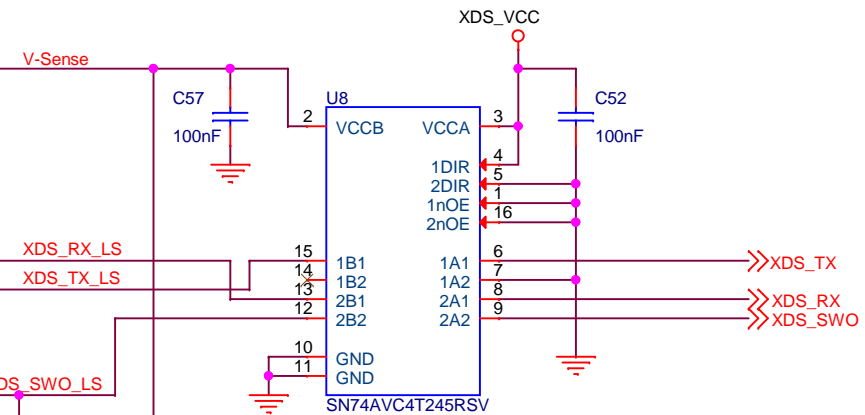 XDS_VCC
V-Sense
C57
100nF
U8
C52
100nF
2
VCCB
VCCA
3
1DIR
4
2DIR
5
1nOE
1
2nOE
16
XDS_RX_LS
XDS_TX_LS
15
1B1
1A1
6
XDS_TX
14
1B2
1A2
7
13
2B1
2A1
8
XDS_RX
12
2B2
2A2
9
XDS_SWO
10
GND
11
GND
DS_SWO_LS
SN74AVC4T245RSV